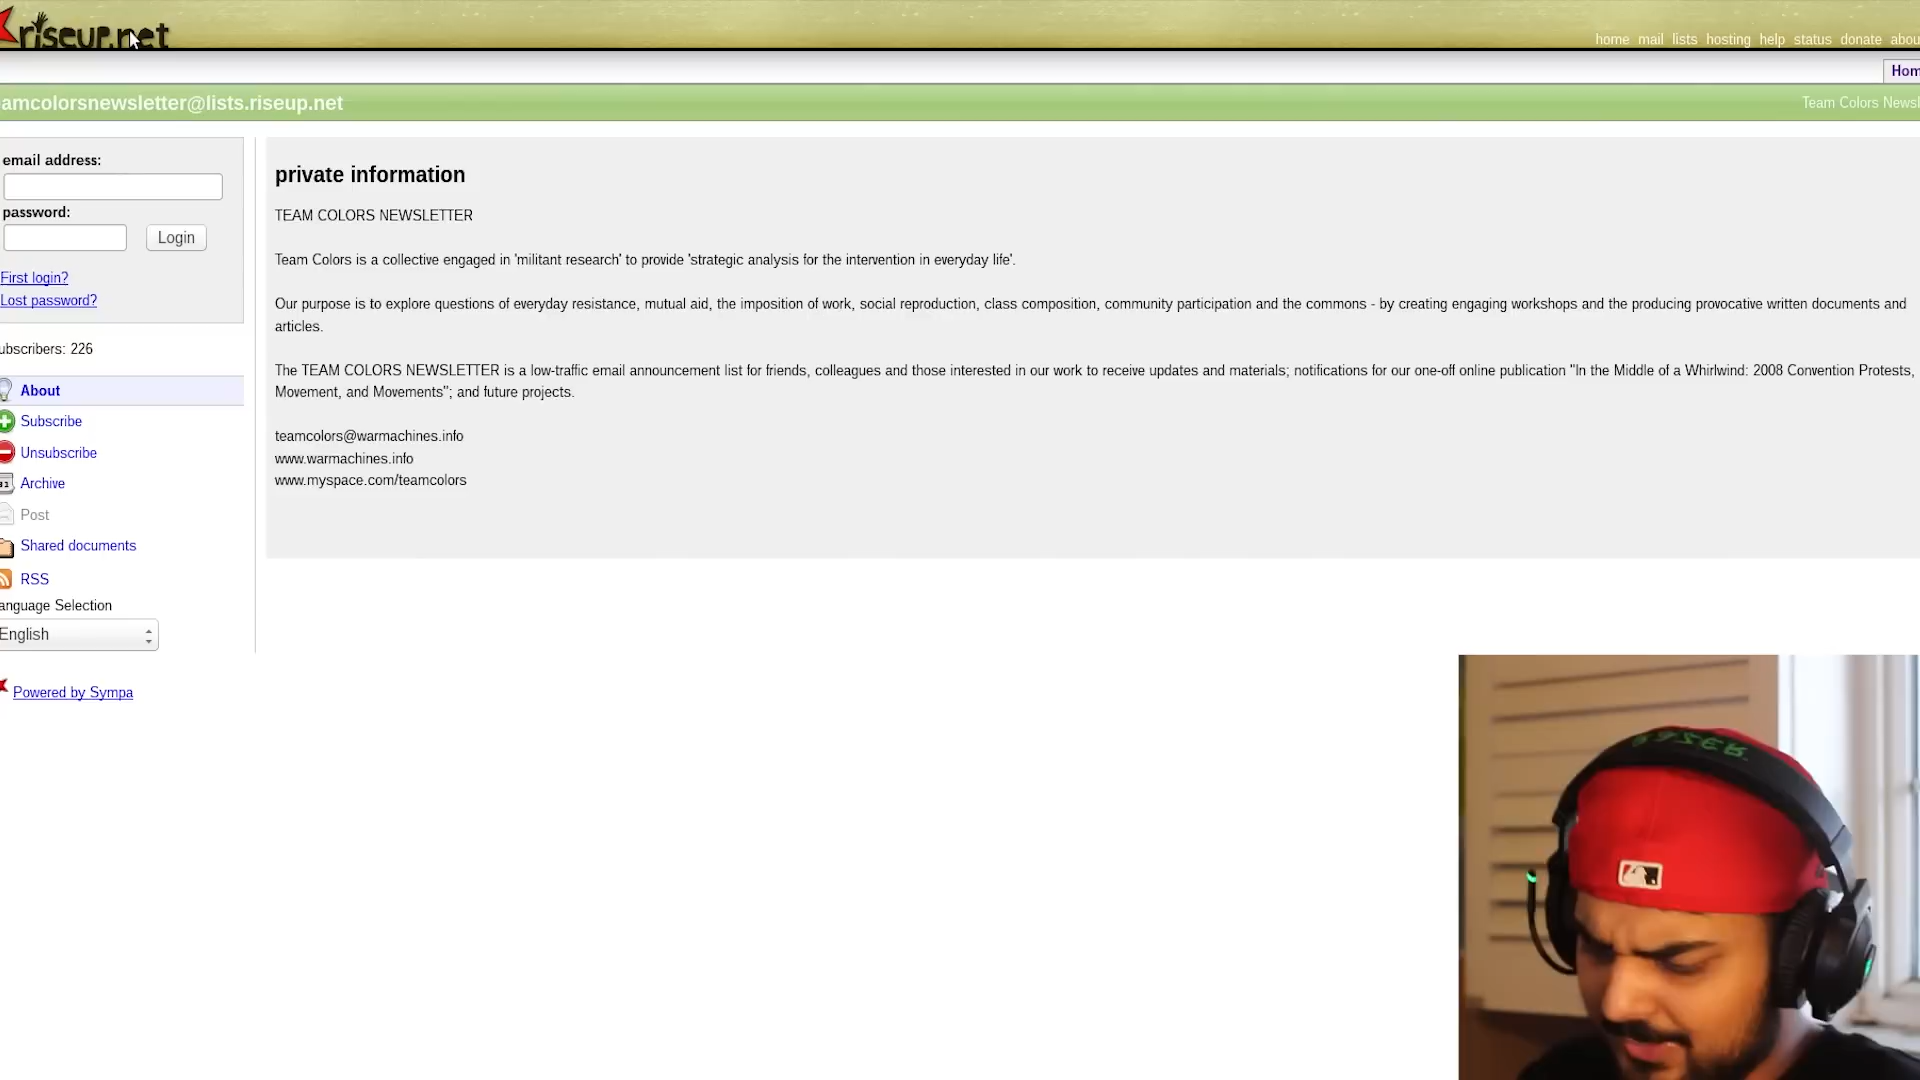 riseup.net
home mail lists hosting help status donate abou
Hom
amcolorsnewsletter@lists.riseup.net
Team Colors Newsl
email address:
password:
Login
First login?
Lost password?
ubscribers: 226
About
Subscribe
Unsubscribe
Archive
Post
Shared documents
RSS
anguage Selection
English
Powered by Sympa
private information
TEAM COLORS NEWSLETTER
Team Colors is a collective engaged in 'militant research' to provide 'strategic analysis for the intervention in everyday life'.
Our purpose is to explore questions of everyday resistance, mutual aid, the imposition of work, social reproduction, class composition, community participation and the commons - by creating engaging workshops and the producing provocative written documents and
articles.
The TEAM COLORS NEWSLETTER is a low-traffic email announcement list for friends, colleagues and those interested in our work to receive updates and materials; notifications for our one-off online publication "In the Middle of a Whirlwind: 2008 Convention Protests,
Movement, and Movements"; and future projects.
teamcolors@warmachines.info
www.warmachines.info
www.myspace.com/teamcolors
RAZER